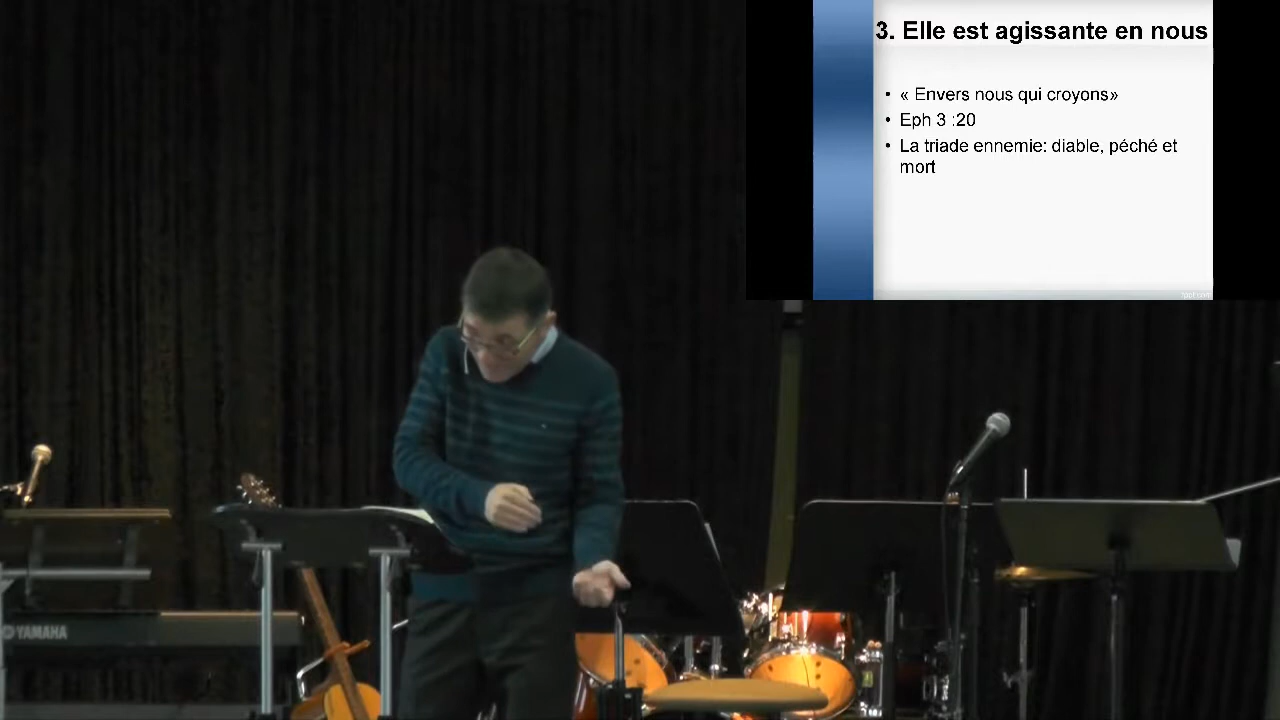 3. Elle est agissante en nous
• « Envers nous qui croyons»
• Eph 3 :20
• La triade ennemie: diable, péché et
mort
YAMAHA